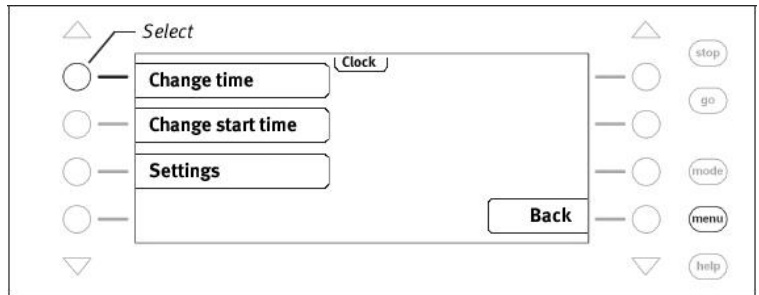 Select
Clock
Change time
Change start time
Settings
Back
stop
go
mode
menu
help